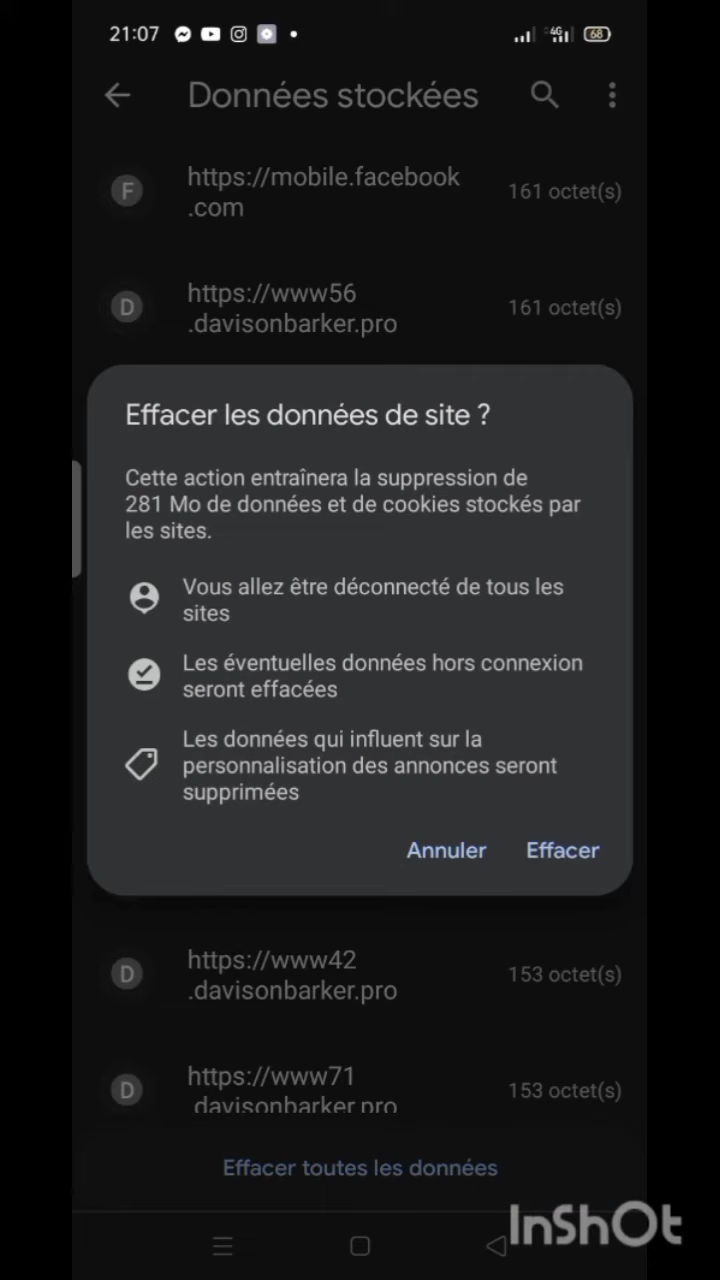 21:07
4G
68
Données stockées
F
https://mobile.facebook
.com
161 octet(s)
D
https://www56
.davisonbarker.pro
161 octet(s)
Effacer les données de site ?
Cette action entraînera la suppression de
281 Mo de données et de cookies stockés par
les sites.
Vous allez être déconnecté de tous les
sites
Les éventuelles données hors connexion
seront effacées
Les données qui influent sur la
personnalisation des annonces seront
supprimées
Annuler Effacer
D
https://www42
.davisonbarker.pro
153 octet(s)
D
https://www71
.davisonbarker.pro
153 octet(s)
Effacer toutes les données
InShOt